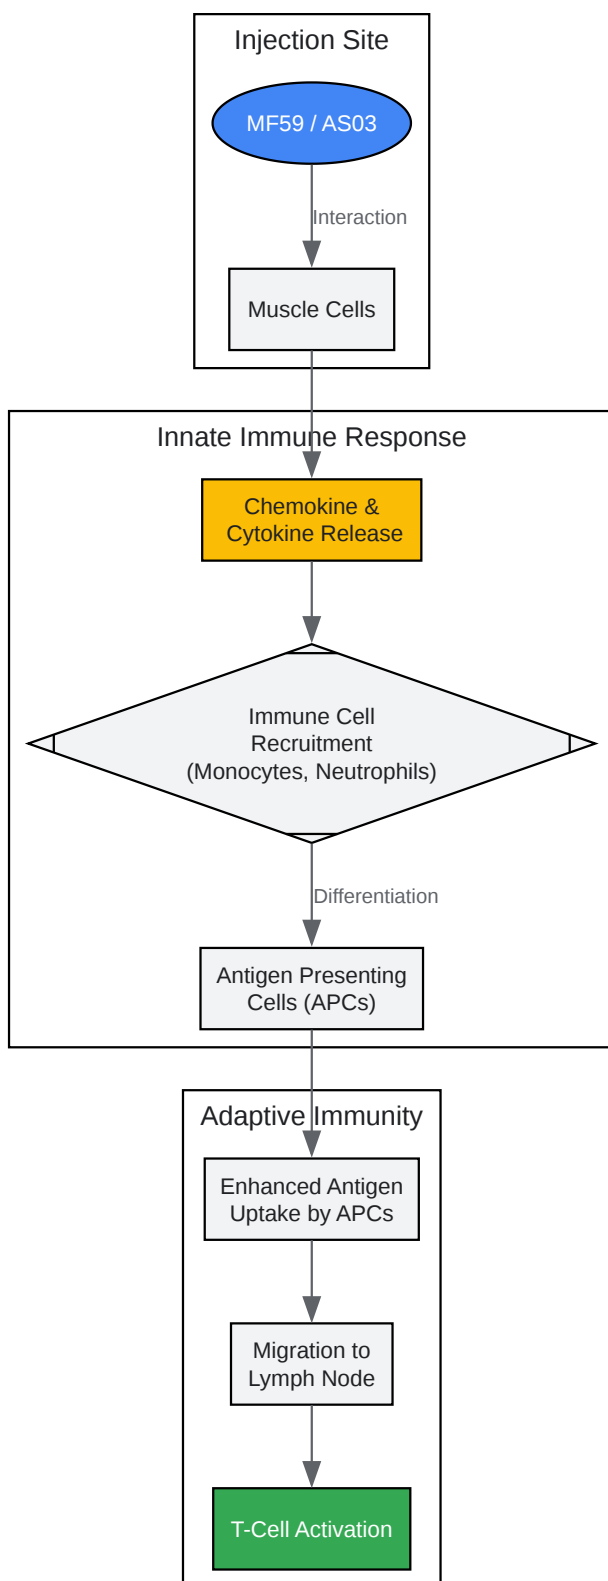 Injection Site
MF59 / AS03
Interaction
Muscle Cells
Innate Immune Response
Chemokine &
Cytokine Release
Immune Cell
Recruitment
(Monocytes, Neutrophils)
Differentiation
Antigen Presenting
Cells (APCs)
Adaptive Immunity
Enhanced Antigen
Uptake by APCs
Migration to
Lymph Node
T-Cell Activation